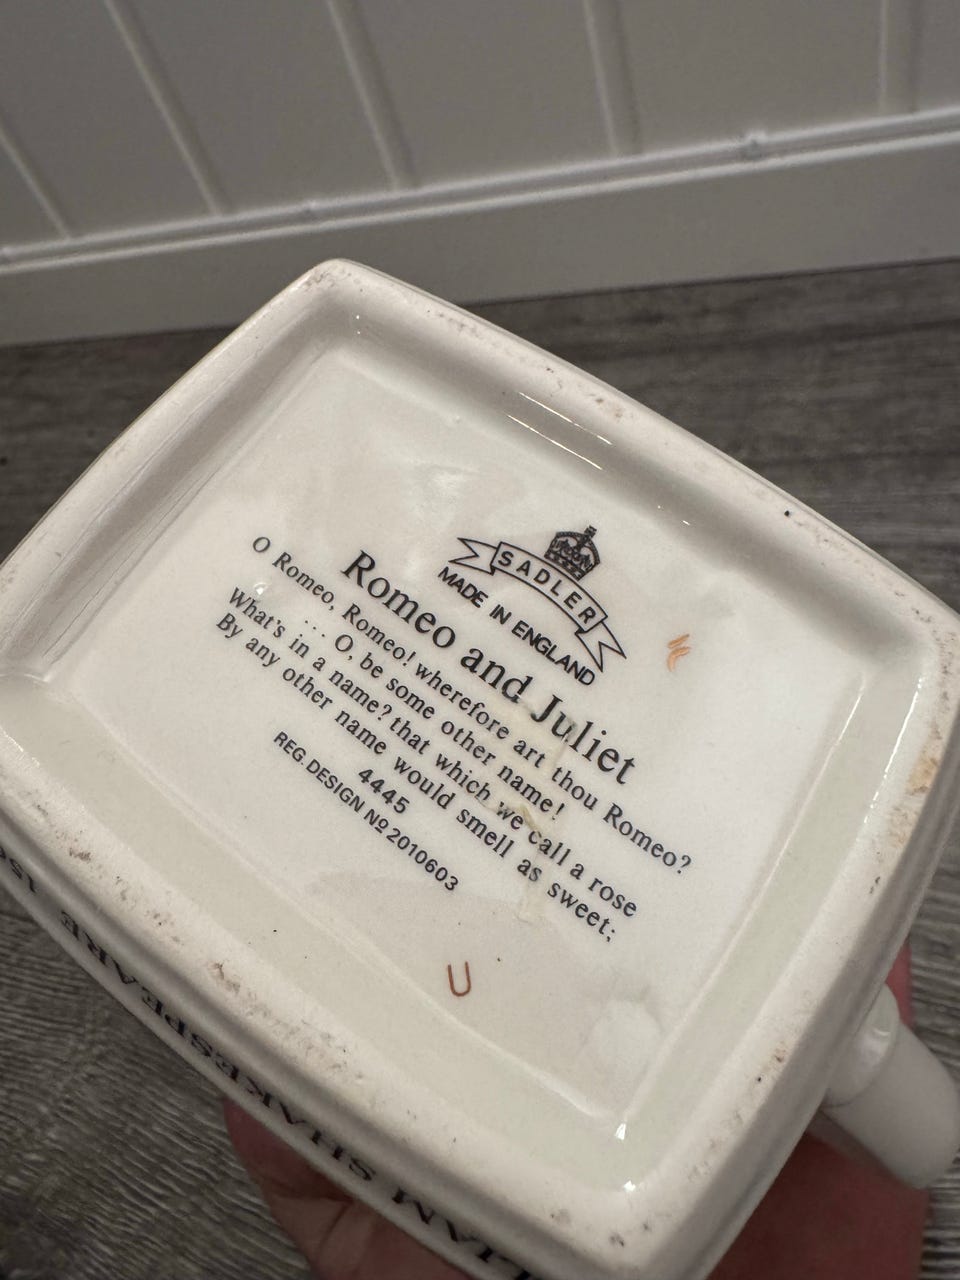 SADLER
MADE IN ENGLAND
Romeo and Juliet
O Romeo, Romeo! wherefore art thou Romeo?
... O, be some other name!
What's in a name? that which we call a rose
By any other name would smell as sweet;
4445
REG. DESIGN Nº 2010603
U
IAM SHAKESPEARE